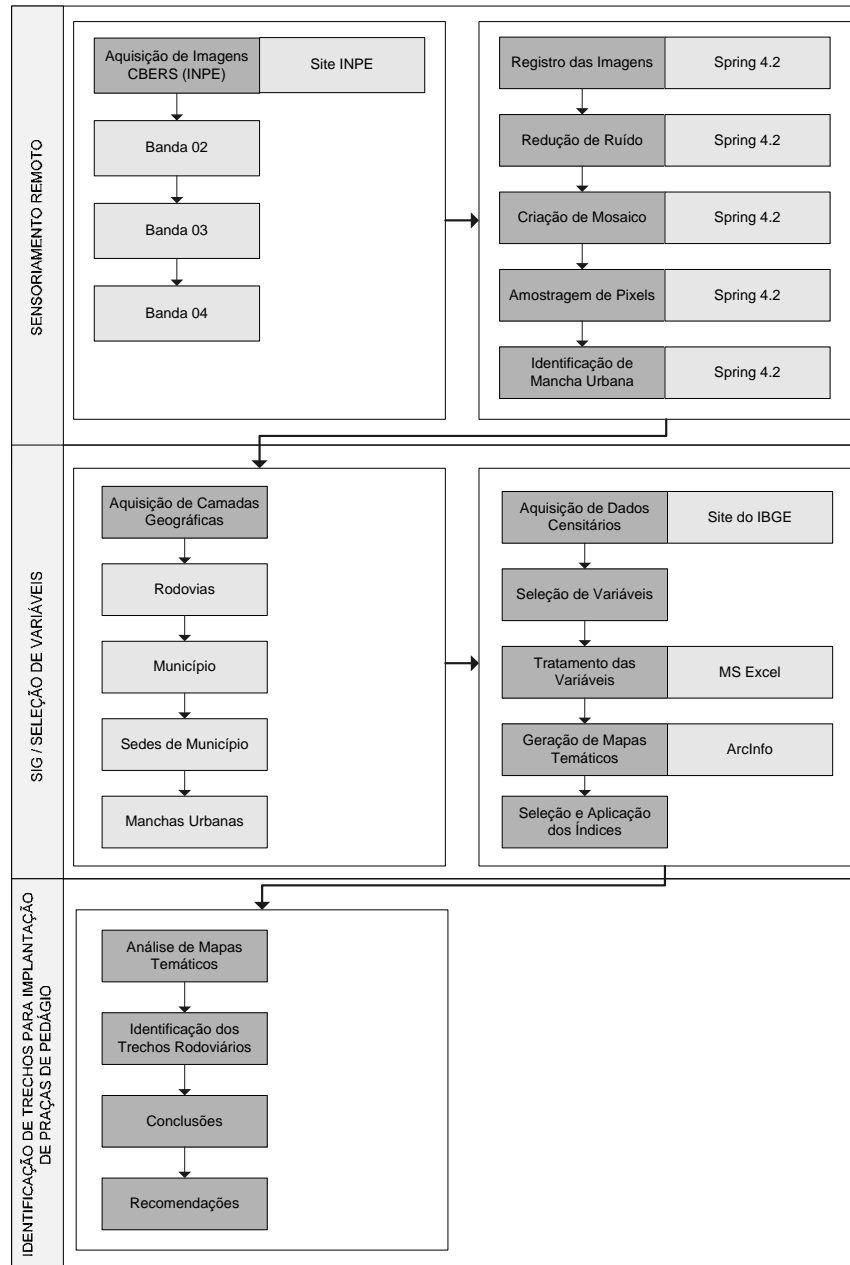 SENSORIAMENTO REMOTO
Aquisição de Imagens
CBERS (INPE)
Site INPE
Banda 02
Banda 03
Banda 04
Registro das Imagens
Spring 4.2
Redução de Ruído
Spring 4.2
Criação de Mosaico
Spring 4.2
Amostragem de Pixels
Spring 4.2
Identificação de
Mancha Urbana
Spring 4.2
SIG / SELEÇÃO DE VARIÁVEIS
Aquisição de Camadas
Geográficas
Rodovias
Município
Sedes de Município
Manchas Urbanas
Aquisição de Dados
Censitários
Site do IBGE
Seleção de Variáveis
Tratamento das
Variáveis
MS Excel
Geração de Mapas
Temáticos
ArcInfo
Seleção e Aplicação
dos Índices
IDENTIFICAÇÃO DE TRECHOS PARA IMPLANTAÇÃO
DE PRAÇAS DE PEDÁGIO
Análise de Mapas
Temáticos
Identificação dos
Trechos Rodoviários
Conclusões
Recomendações